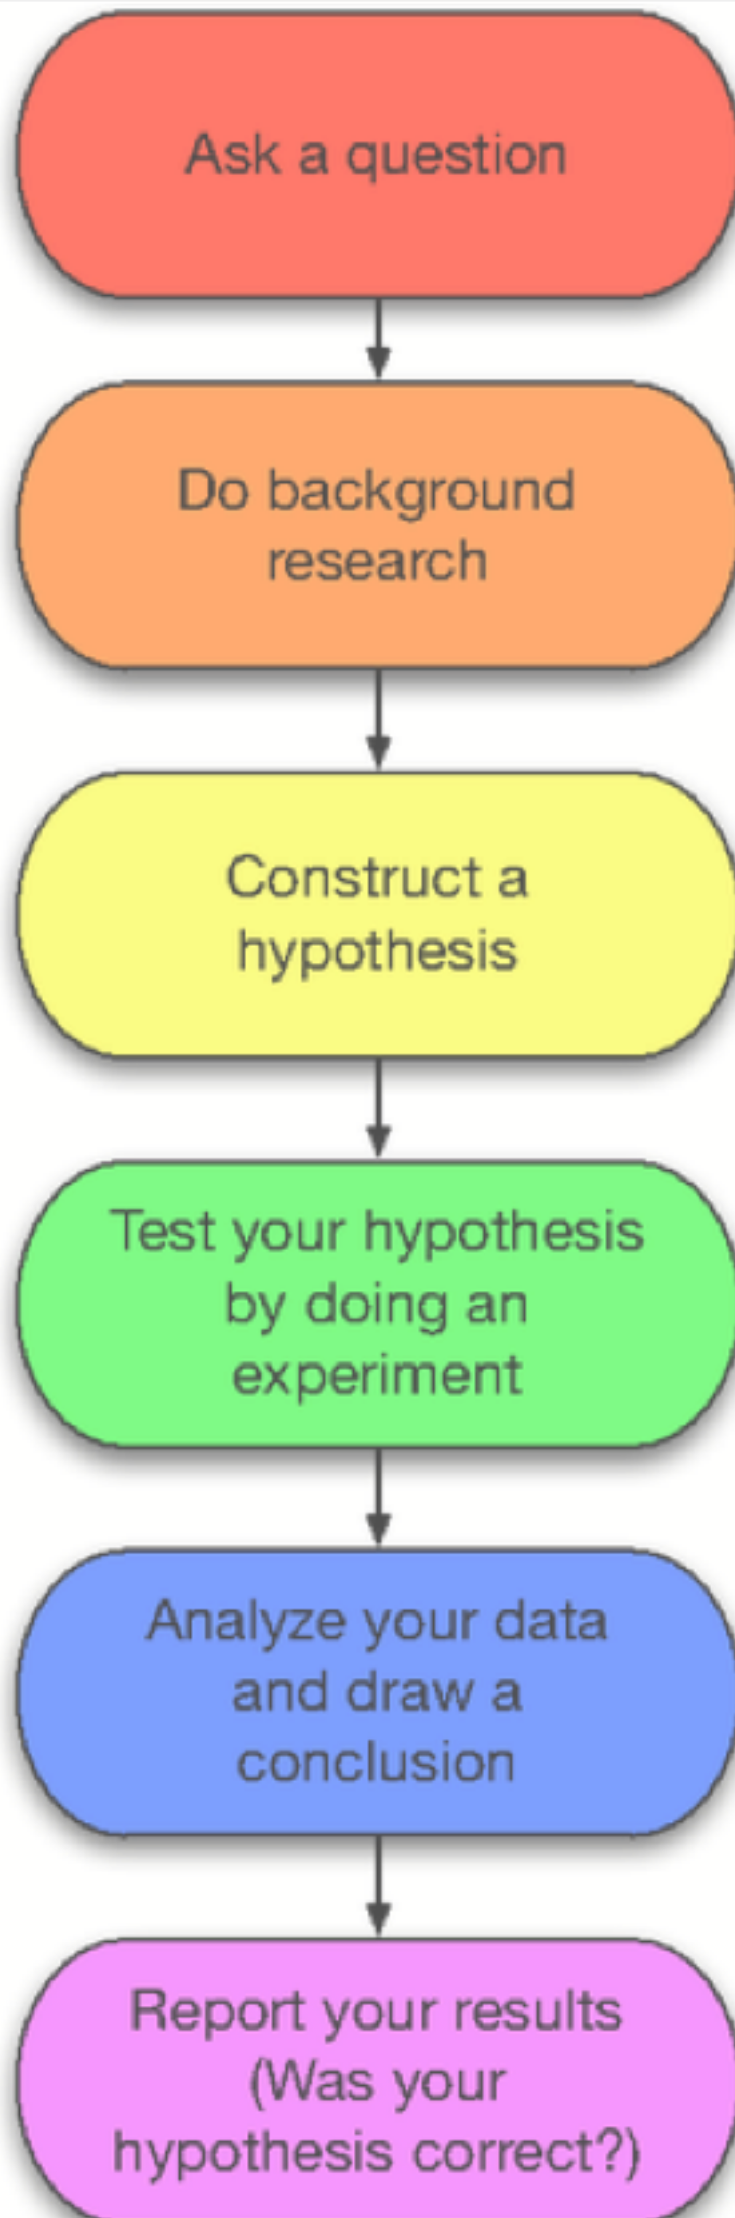 Ask a question
Do background
research
Construct a
hypothesis
Test your hypothesis
by doing an
experiment
Analyze your data
and draw a
conclusion
Report your results
(Was your
hypothesis correct?)